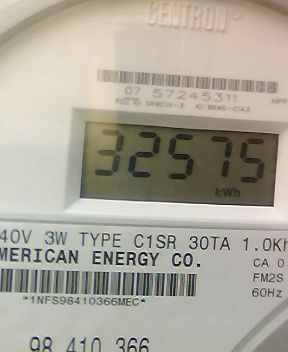 CENTRON®
07 57245311
32575
kWh
40V 3W TYPE C1SR 30TA 1.0Kh
MERICAN ENERGY CO.
CA 0
FM2S
60Hz
*1NFS98410366MEC*
98 410 366